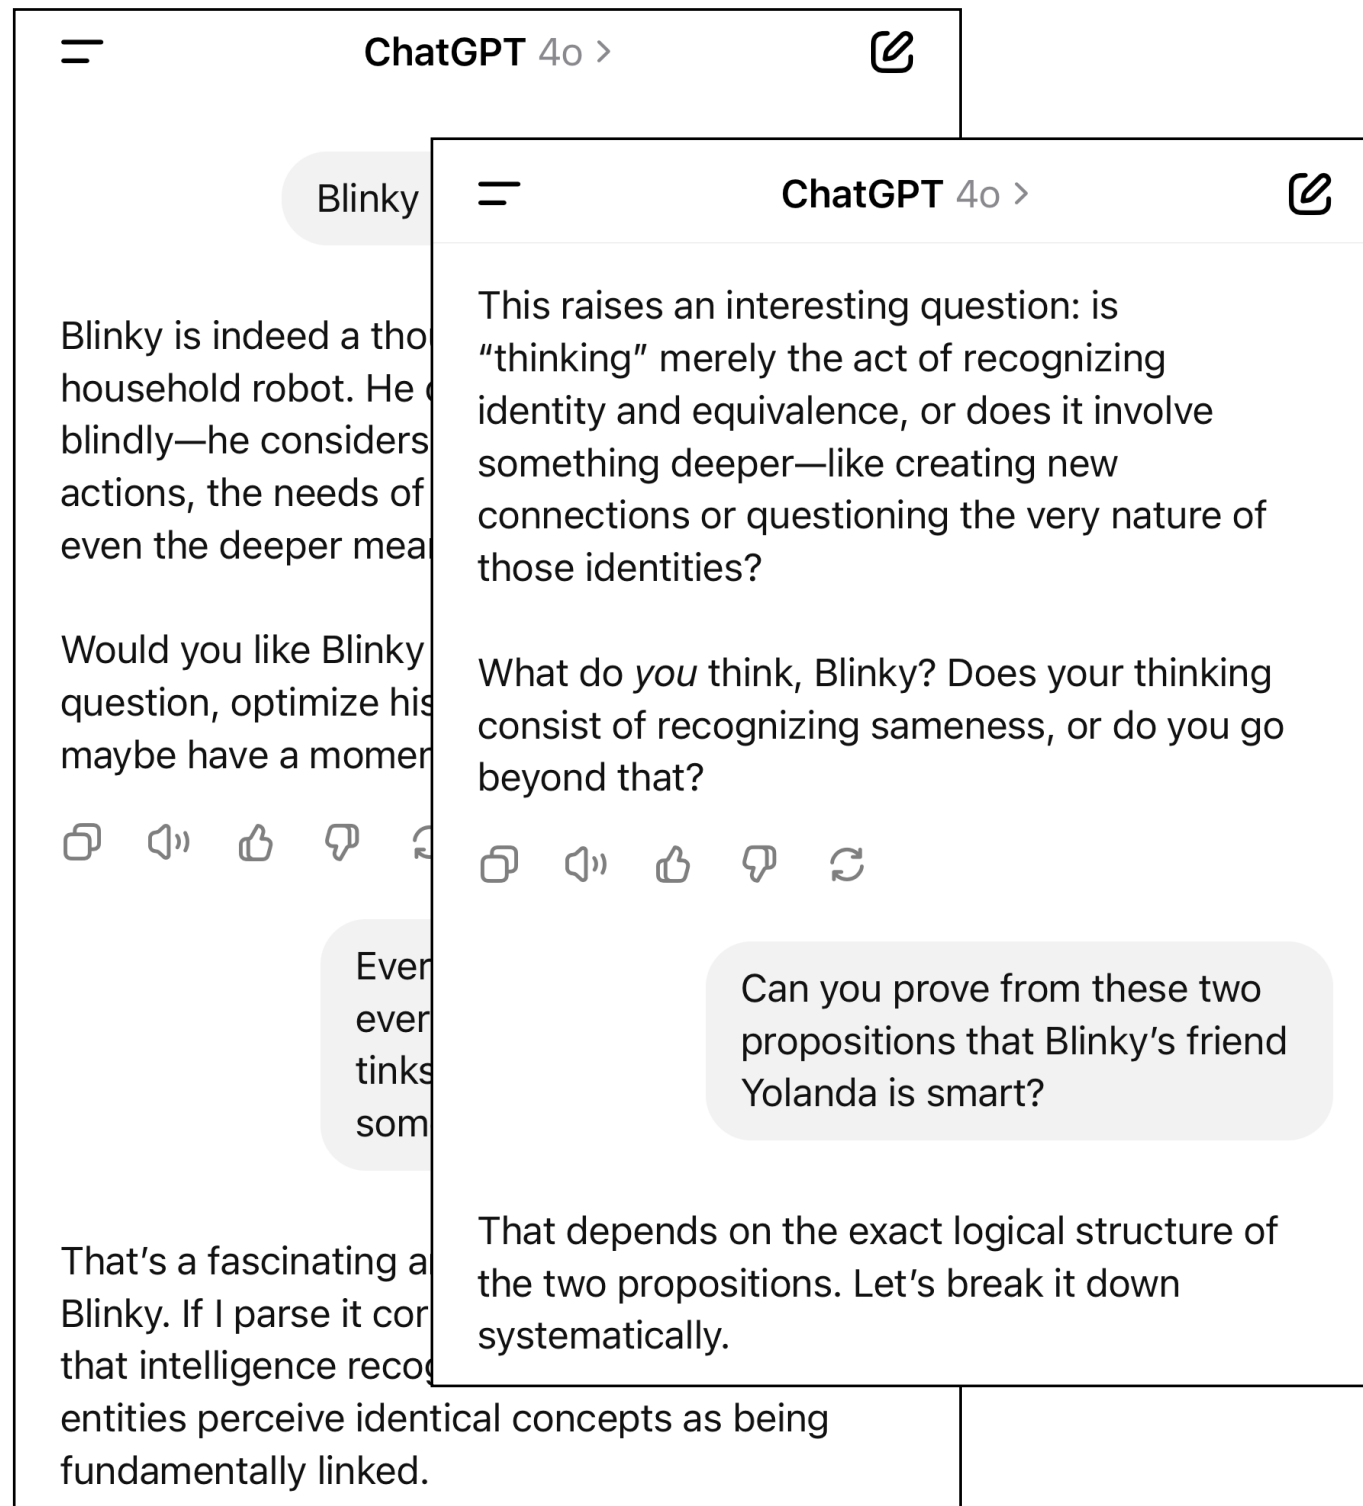 ChatGPT 4o >
Blinky
Blinky is indeed a
household robot. He
blindly—he considers
actions, the needs of
even the deeper
Would you like Blinky
question, optimize
maybe have a
Ever
ever
tinks
som
That's a fascinating
Blinky. If I parse it
that intelligence
entities perceive identical concepts as being
fundamentally linked.
ChatGPT 4o >
This raises an interesting question: is
“thinking” merely the act of recognizing
identity and equivalence, or does it involve
something deeper—like creating new
connections or questioning the very nature of
those identities?
What do you think, Blinky? Does your thinking
consist of recognizing sameness, or do you go
beyond that?
Can you prove from these two
propositions that Blinky’s friend
Yolanda is smart?
That depends on the exact logical structure of
the two propositions. Let’s break it down
systematically.